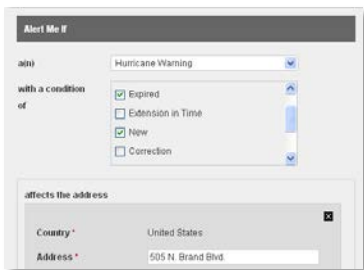 Alert Me If
a(n) Hurricane Warning
with a condition of
Expired
Extension in Time
New
Correction
affects the address
Country * United States
Address * 505 N. Brand Blvd.